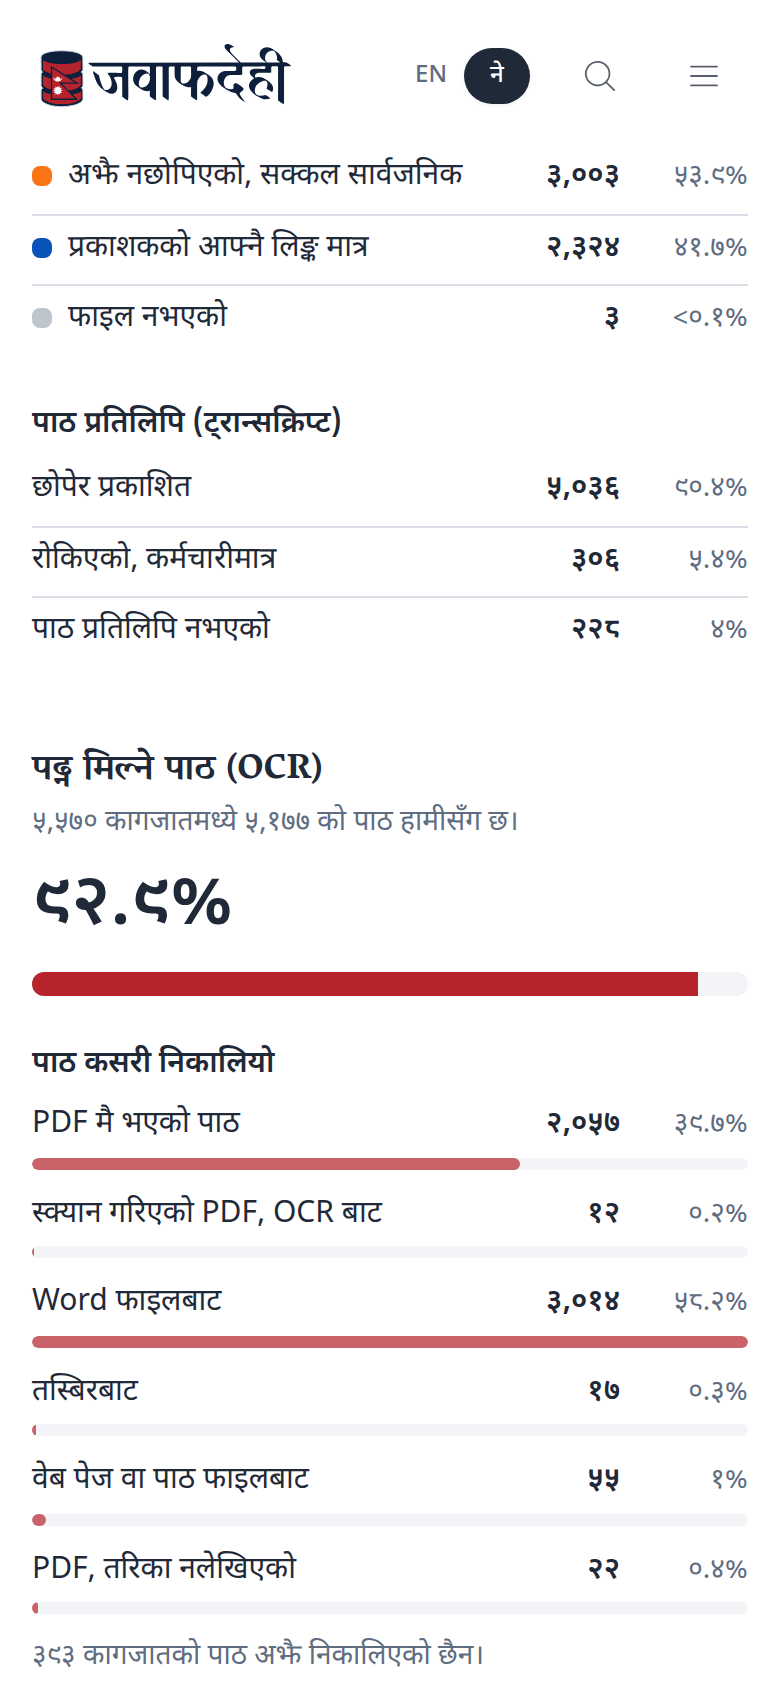 जवाफदेही
EN ने
अझै नछोपिएको, सक्कल सार्वजनिक ३,००३ ५३.९%
प्रकाशकको आफ्नै लिङ्क मात्र २,३२४ ४१.७%
फाइल नभएको ३ <०.१%
पाठ प्रतिलिपि (ट्रान्सक्रिप्ट)
छोपेर प्रकाशित ५,०३६ ९०.४%
रोकिएको, कर्मचारीमात्र ३०६ ५.४%
पाठ प्रतिलिपि नभएको २२८ ४%
पढ्न मिल्ने पाठ (OCR)
५,५७० कागजातमध्ये ५,१७७ को पाठ हामीसँग छ।
९२.९%
पाठ कसरी निकालियो
PDF मै भएको पाठ २,०५७ ३९.७%
स्क्यान गरिएको PDF, OCR बाट १२ ०.२%
Word फाइलबाट ३,०१४ ५८.२%
तस्बिरबाट १७ ०.३%
वेब पेज वा पाठ फाइलबाट ५५ १%
PDF, तरिका नलेखिएको २२ ०.४%
३९३ कागजातको पाठ अझै निकालिएको छैन।